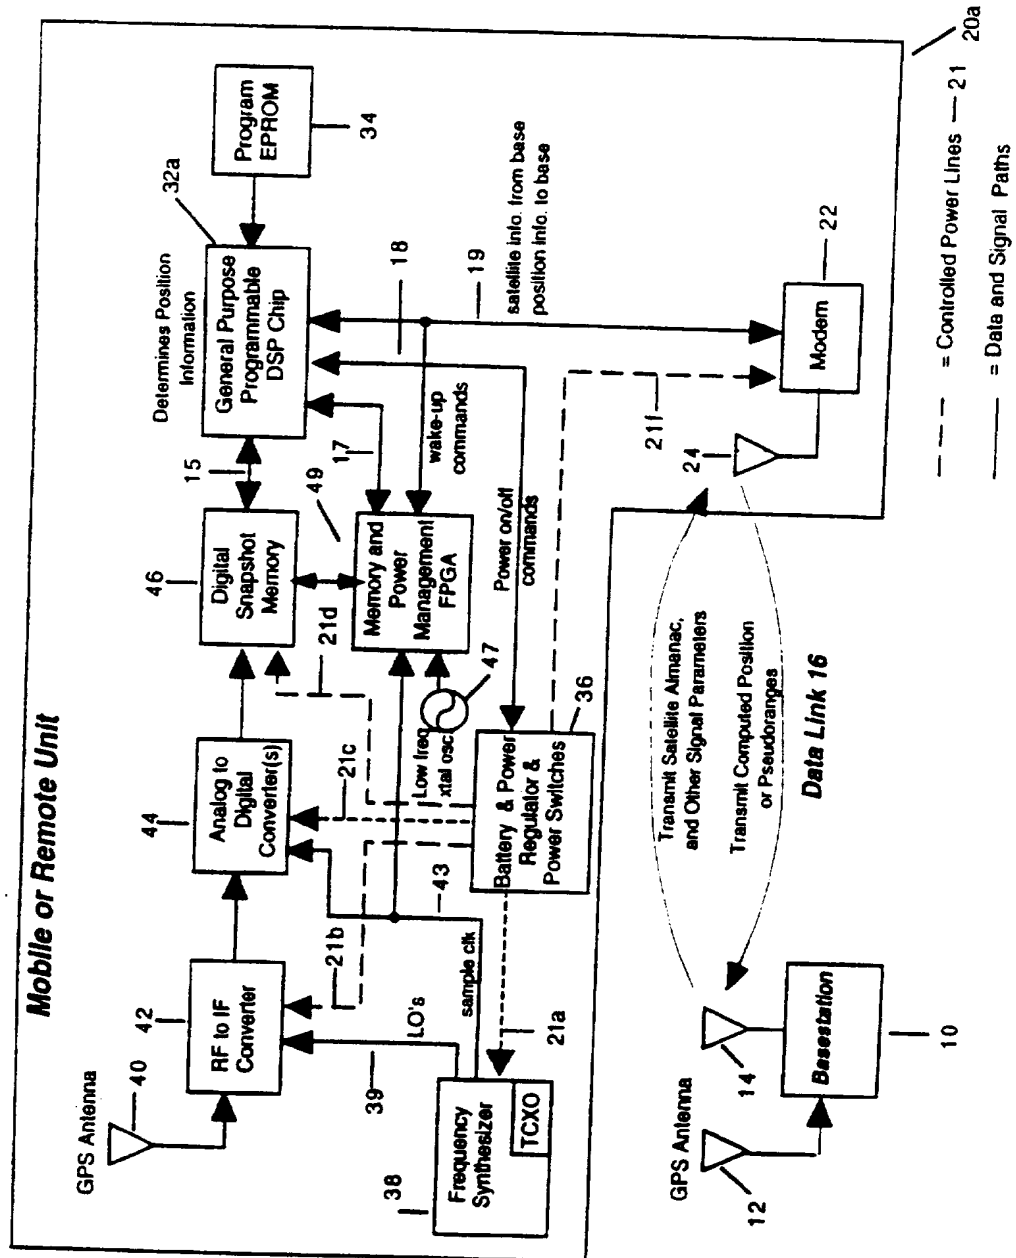 Mobile or Remote Unit
GPS Antenna
40
42
RF to IF
Converter
21b
39
LO's
38
Frequency
Synthesizer
TCXO
21a
sample clk
43
44
Analog to
Digital
Converter(s)
21c
46
Digital
Snapshot
Memory
21d
49
Memory and
Power
Management
FPGA
Low freq
xtal osc
47
Battery & Power
Regulator &
Power Switches
36
15
Determines Position
Information
General Purpose
Programmable
DSP Chip
32a
Program
EPROM
34
17
wake-up
commands
18
Power on/off
commands
19
satellite info. from base
position info. to base
21f
24
Modem
22
20a
GPS Antenna
12
14
Basestation
10
Transmit Satellite Almanac,
and Other Signal Parameters
Transmit Computed Position
or Pseudoranges
Data Link 16
= Controlled Power Lines — 21
= Data and Signal Paths